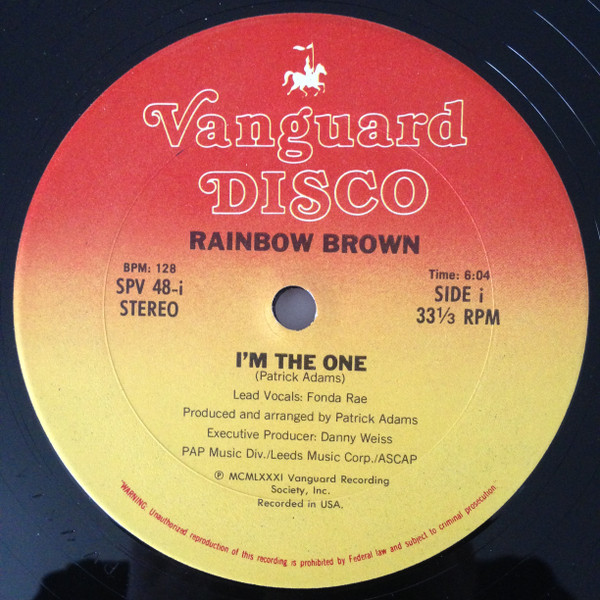 Vanguard
DISCO
RAINBOW BROWN
BPM: 128
SPV 48-i
STEREO
Time: 6:04
SIDE i
33⅓ RPM
I'M THE ONE
(Patrick Adams)
Lead Vocals: Fonda Rae
Produced and arranged by Patrick Adams
Executive Producer: Danny Weiss
PAP Music Div./Leeds Music Corp./ASCAP
℗ MCMLXXXI Vanguard Recording
Society, Inc.
Recorded in USA.
"WARNING: Unauthorized reproduction of this recording is prohibited by Federal law and subject to criminal prosecution"